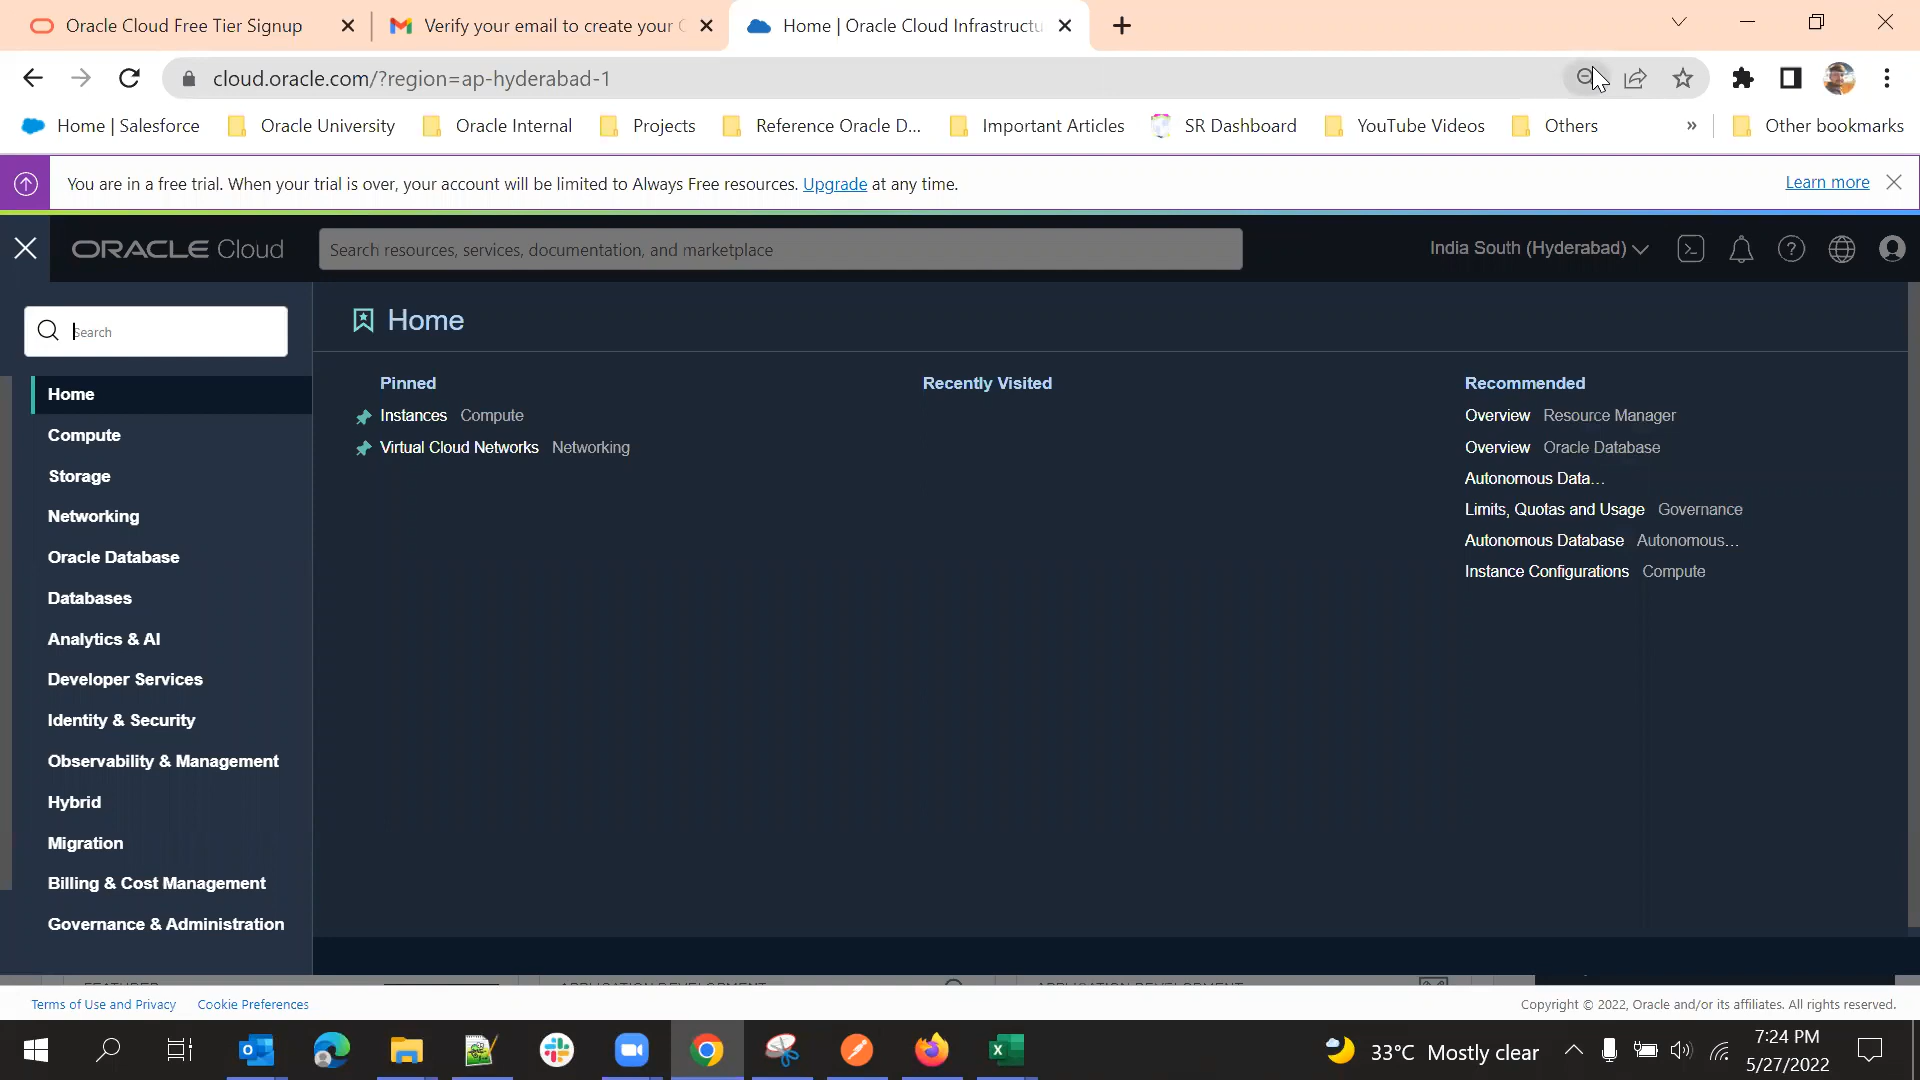 Oracle Cloud Free Tier Signup
Verify your email to create your
Home | Oracle Cloud Infrastructu
cloud.oracle.com/?region=ap-hyderabad-1
Home | Salesforce
Oracle University
Oracle Internal
Projects
Reference Oracle D...
Important Articles
SR Dashboard
YouTube Videos
Others
»
Other bookmarks
You are in a free trial. When your trial is over, your account will be limited to Always Free resources. Upgrade at any time.
Learn more
ORACLE Cloud
Search resources, services, documentation, and marketplace
India South (Hyderabad)
Search
Home
Compute
Storage
Networking
Oracle Database
Databases
Analytics & AI
Developer Services
Identity & Security
Observability & Management
Hybrid
Migration
Billing & Cost Management
Governance & Administration
Home
Pinned
Instances Compute
Virtual Cloud Networks Networking
Recently Visited
Recommended
Overview Resource Manager
Overview Oracle Database
Autonomous Data...
Limits, Quotas and Usage Governance
Autonomous Database Autonomous...
Instance Configurations Compute
Terms of Use and Privacy
Cookie Preferences
Copyright © 2022, Oracle and/or its affiliates. All rights reserved.
33°C Mostly clear
7:24 PM
5/27/2022